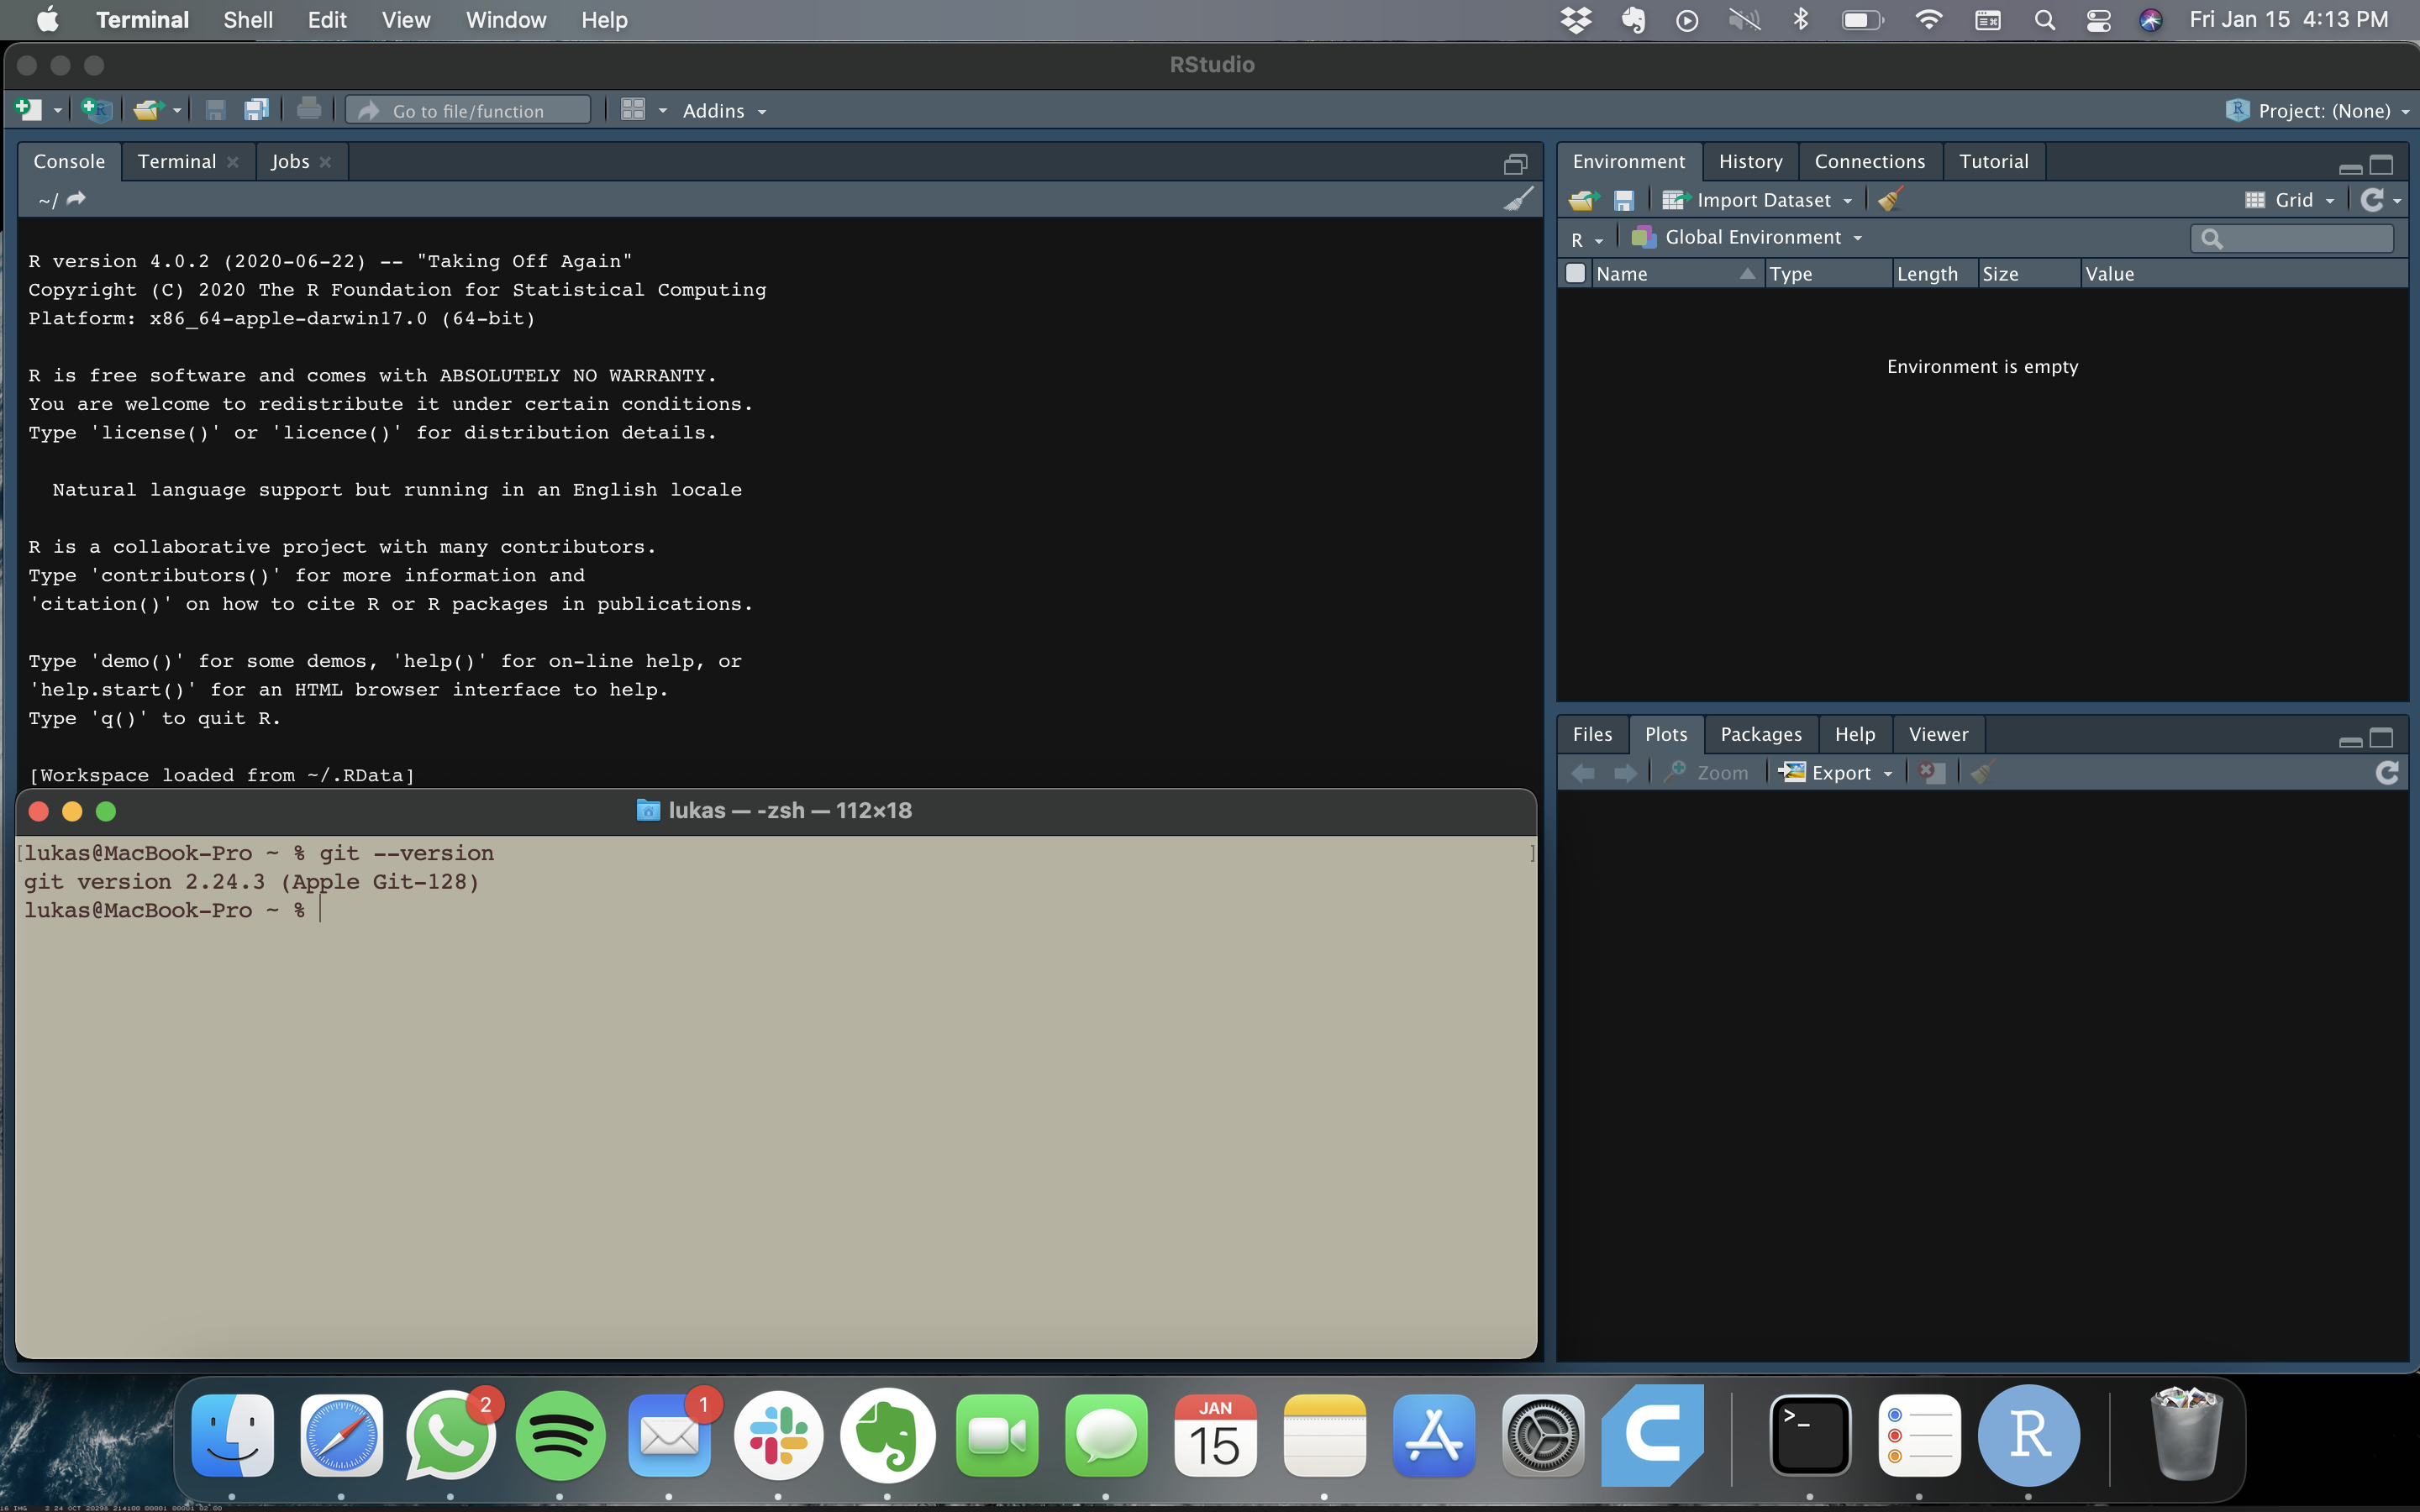 Terminal Shell Edit View Window Help Fri Jan 15 4:13 PM
RStudio
Go to file/function Addins Project: (None)
Console Terminal Jobs
~/
R version 4.0.2 (2020-06-22) -- "Taking Off Again"
Copyright (C) 2020 The R Foundation for Statistical Computing
Platform: x86_64-apple-darwin17.0 (64-bit)
R is free software and comes with ABSOLUTELY NO WARRANTY.
You are welcome to redistribute it under certain conditions.
Type 'license()' or 'licence()' for distribution details.
Natural language support but running in an English locale
R is a collaborative project with many contributors.
Type 'contributors()' for more information and
'citation()' on how to cite R or R packages in publications.
Type 'demo()' for some demos, 'help()' for on-line help, or
'help.start()' for an HTML browser interface to help.
Type 'q()' to quit R.
[Workspace loaded from ~/.RData]
lukas — -zsh — 112×18
[lukas@MacBook-Pro ~ % git --version ]
git version 2.24.3 (Apple Git-128)
lukas@MacBook-Pro ~ %
Environment History Connections Tutorial
Import Dataset Grid
R Global Environment
Name Type Length Size Value
Environment is empty
Files Plots Packages Help Viewer
Zoom Export
2
1
JAN
15
>_
R